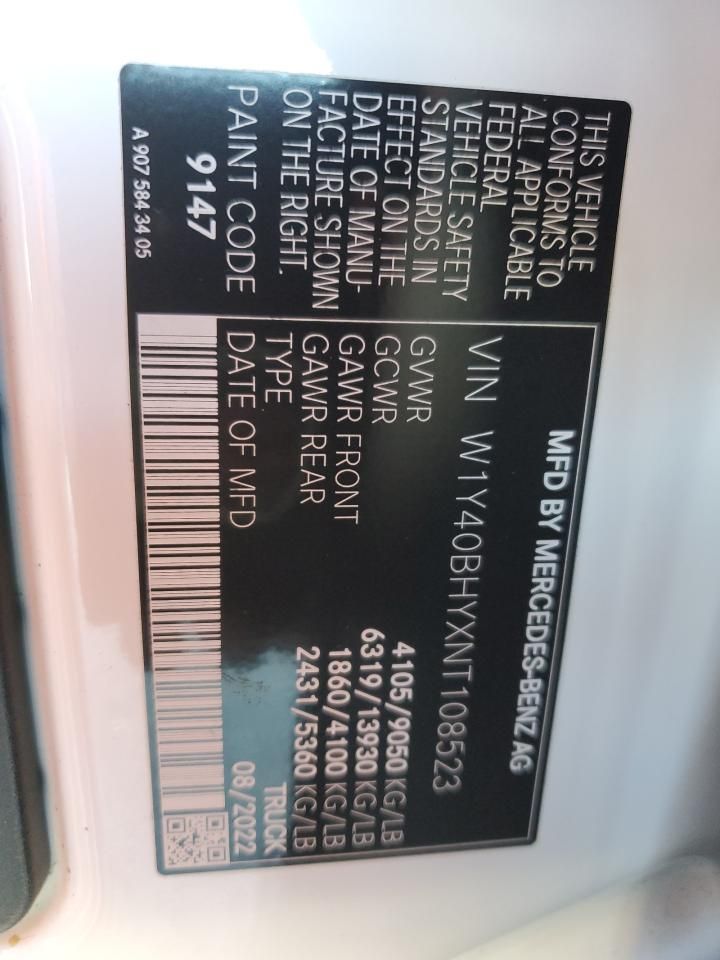 THIS VEHICLE
CONFORMS TO
ALL APPLICABLE
FEDERAL
VEHICLE SAFETY
STANDARDS IN
EFFECT ON THE
DATE OF MANU-
FACTURE SHOWN
ON THE RIGHT.
PAINT CODE
9147
A 907 584 34 05
MFD BY MERCEDES-BENZ AG
VIN W1Y40BHYXNT108523
GVWR 4105/9050 KG/LB
GCWR 6319/13930 KG/LB
GAWR FRONT 1860/4100 KG/LB
GAWR REAR 2431/5360 KG/LB
TYPE TRUCK
DATE OF MFD 08/2022